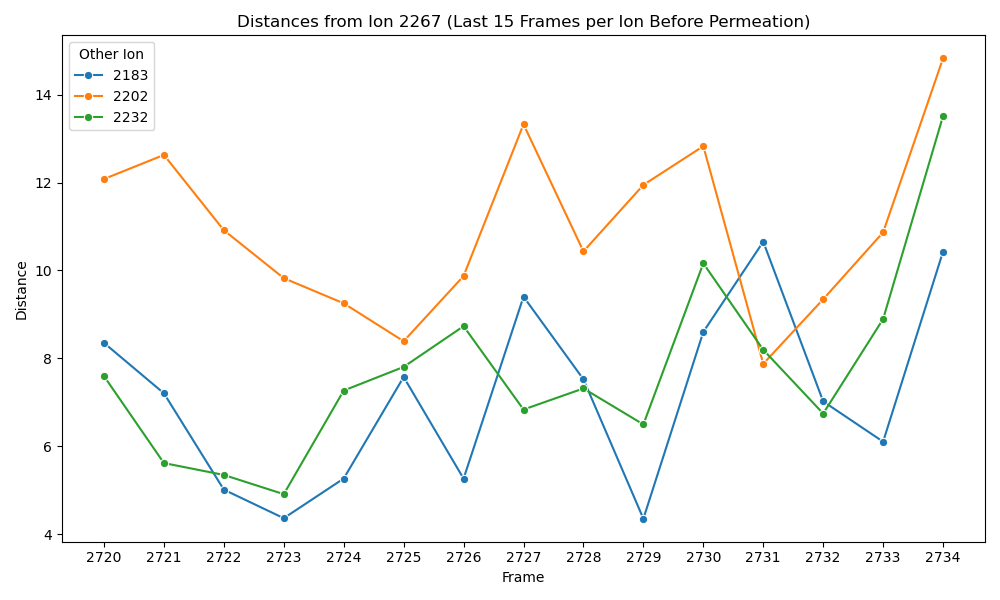 Distances from Ion 2267 (Last 15 Frames per Ion Before Permeation)
Other Ion
2183
2202
2232
Distance
14
12
10
8
6
4
2720 2721 2722 2723 2724 2725 2726 2727 2728 2729 2730 2731 2732 2733 2734
Frame